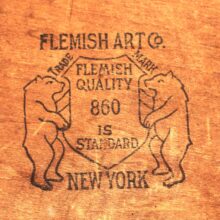 FLEMISH ART Co.
TRADE MARK
FLEMISH
QUALITY
860
IS
STANDARD
NEW YORK